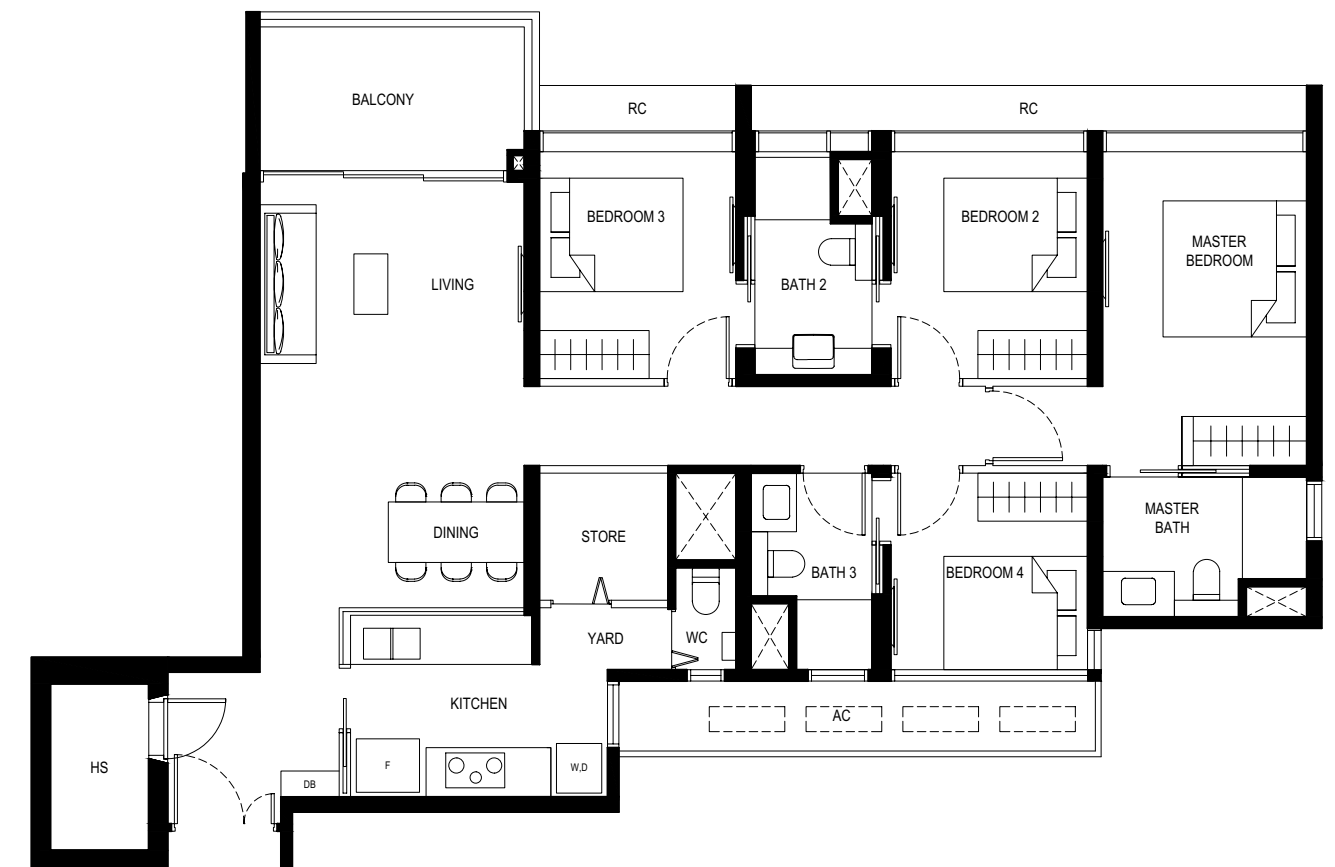 BALCONY
RC
RC
BEDROOM 3
BEDROOM 2
MASTER
BEDROOM
LIVING
BATH 2
DINING
STORE
MASTER
BATH
BATH 3
BEDROOM 4
YARD
WC
KITCHEN
AC
HS
F
W,D
DB